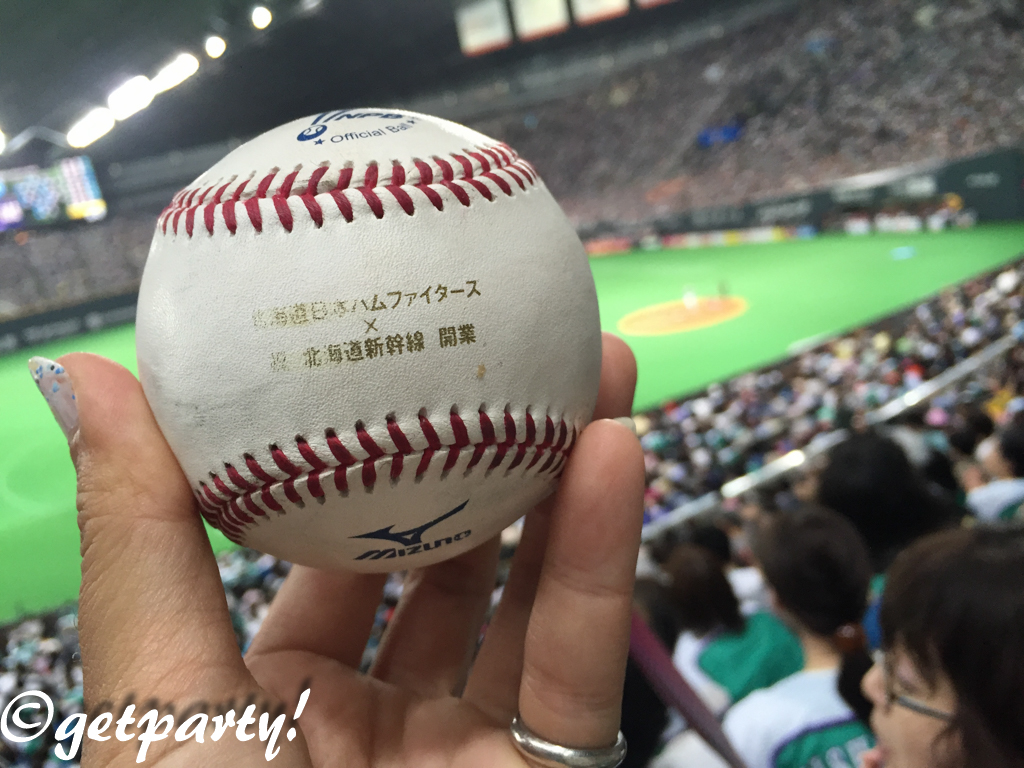 NPB
Official Ball
北海道日本ハムファイターズ
×
祝 北海道新幹線 開業
MIZUNO
©getparty!